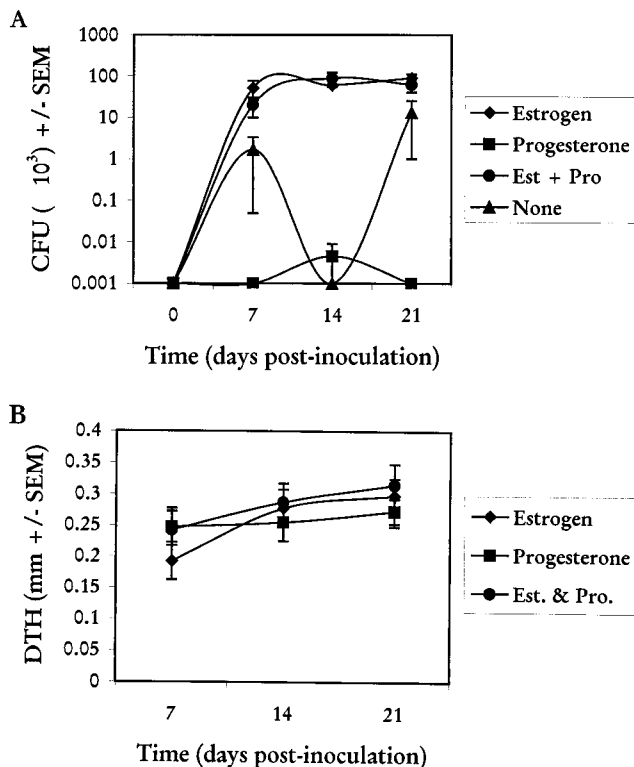 A
CFU ( 10³) +/- SEM
1000
100
10
1
0.1
0.01
0.001
0 7 14 21
Time (days post-inoculation)
Estrogen
Progesterone
Est + Pro
None
B
DTH (mm +/- SEM)
0.4
0.35
0.3
0.25
0.2
0.15
0.1
0.05
0
7 14 21
Time (days post-inoculation)
Estrogen
Progesterone
Est. & Pro.